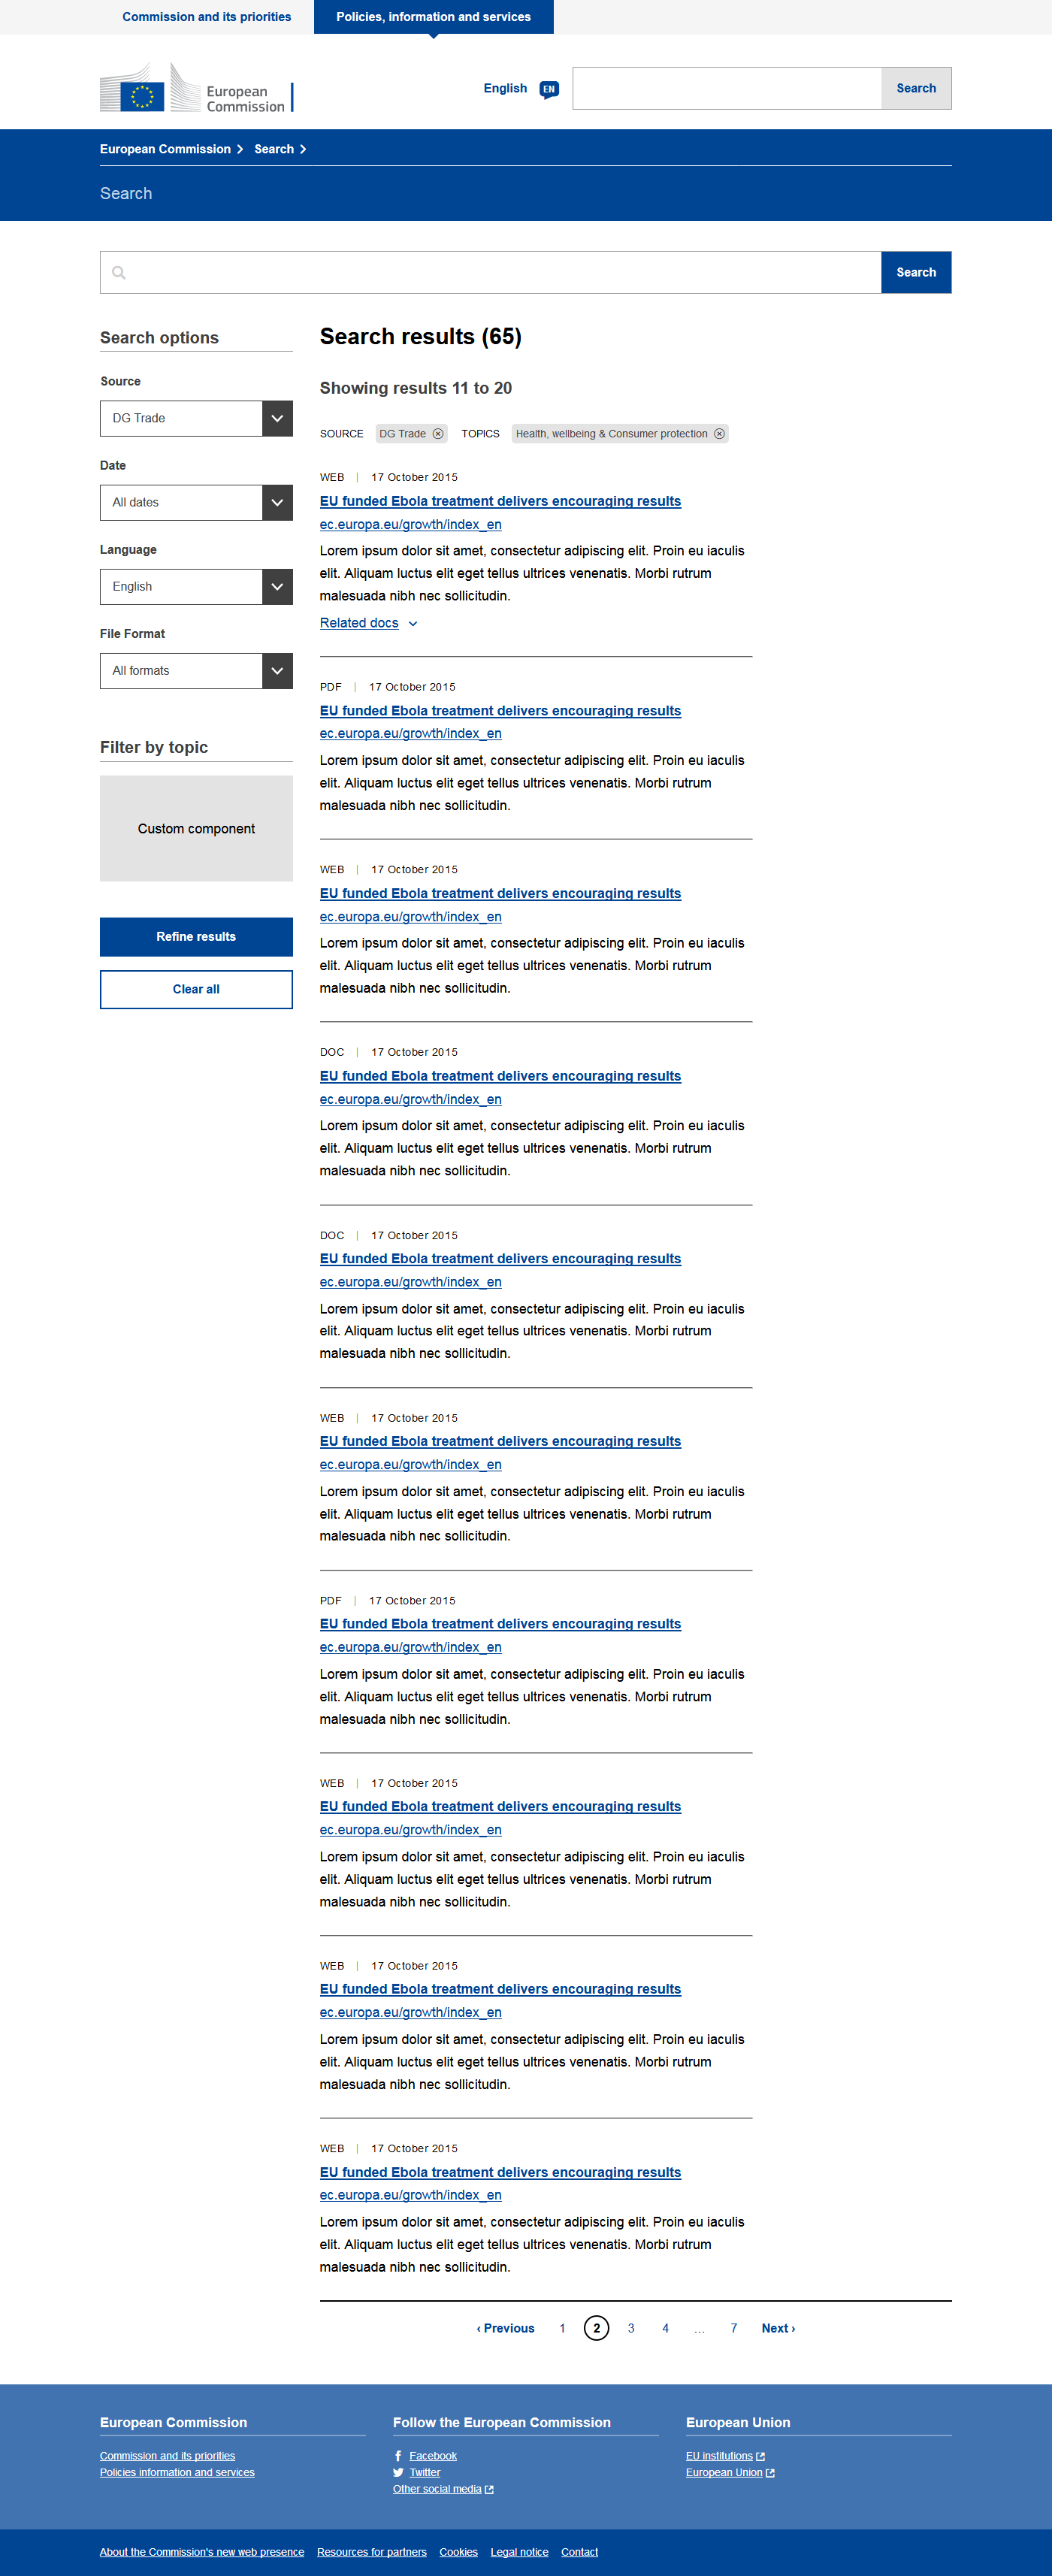 Commission and its priorities
Policies, information and services
European
Commission
English EN
Search
European Commission Search
Search
Search
Search options
Source
DG Trade
Date
All dates
Language
English
File Format
All formats
Filter by topic
Custom component
Refine results
Clear all
Search results (65)
Showing results 11 to 20
SOURCE DG Trade TOPICS Health, wellbeing & Consumer protection
WEB | 17 October 2015
EU funded Ebola treatment delivers encouraging results
ec.europa.eu/growth/index_en
Lorem ipsum dolor sit amet, consectetur adipiscing elit. Proin eu iaculis
elit. Aliquam luctus elit eget tellus ultrices venenatis. Morbi rutrum
malesuada nibh nec sollicitudin.
Related docs
PDF | 17 October 2015
EU funded Ebola treatment delivers encouraging results
ec.europa.eu/growth/index_en
Lorem ipsum dolor sit amet, consectetur adipiscing elit. Proin eu iaculis
elit. Aliquam luctus elit eget tellus ultrices venenatis. Morbi rutrum
malesuada nibh nec sollicitudin.
WEB | 17 October 2015
EU funded Ebola treatment delivers encouraging results
ec.europa.eu/growth/index_en
Lorem ipsum dolor sit amet, consectetur adipiscing elit. Proin eu iaculis
elit. Aliquam luctus elit eget tellus ultrices venenatis. Morbi rutrum
malesuada nibh nec sollicitudin.
DOC | 17 October 2015
EU funded Ebola treatment delivers encouraging results
ec.europa.eu/growth/index_en
Lorem ipsum dolor sit amet, consectetur adipiscing elit. Proin eu iaculis
elit. Aliquam luctus elit eget tellus ultrices venenatis. Morbi rutrum
malesuada nibh nec sollicitudin.
DOC | 17 October 2015
EU funded Ebola treatment delivers encouraging results
ec.europa.eu/growth/index_en
Lorem ipsum dolor sit amet, consectetur adipiscing elit. Proin eu iaculis
elit. Aliquam luctus elit eget tellus ultrices venenatis. Morbi rutrum
malesuada nibh nec sollicitudin.
WEB | 17 October 2015
EU funded Ebola treatment delivers encouraging results
ec.europa.eu/growth/index_en
Lorem ipsum dolor sit amet, consectetur adipiscing elit. Proin eu iaculis
elit. Aliquam luctus elit eget tellus ultrices venenatis. Morbi rutrum
malesuada nibh nec sollicitudin.
PDF | 17 October 2015
EU funded Ebola treatment delivers encouraging results
ec.europa.eu/growth/index_en
Lorem ipsum dolor sit amet, consectetur adipiscing elit. Proin eu iaculis
elit. Aliquam luctus elit eget tellus ultrices venenatis. Morbi rutrum
malesuada nibh nec sollicitudin.
WEB | 17 October 2015
EU funded Ebola treatment delivers encouraging results
ec.europa.eu/growth/index_en
Lorem ipsum dolor sit amet, consectetur adipiscing elit. Proin eu iaculis
elit. Aliquam luctus elit eget tellus ultrices venenatis. Morbi rutrum
malesuada nibh nec sollicitudin.
WEB | 17 October 2015
EU funded Ebola treatment delivers encouraging results
ec.europa.eu/growth/index_en
Lorem ipsum dolor sit amet, consectetur adipiscing elit. Proin eu iaculis
elit. Aliquam luctus elit eget tellus ultrices venenatis. Morbi rutrum
malesuada nibh nec sollicitudin.
WEB | 17 October 2015
EU funded Ebola treatment delivers encouraging results
ec.europa.eu/growth/index_en
Lorem ipsum dolor sit amet, consectetur adipiscing elit. Proin eu iaculis
elit. Aliquam luctus elit eget tellus ultrices venenatis. Morbi rutrum
malesuada nibh nec sollicitudin.
‹ Previous 1 2 3 4 ... 7 Next ›
European Commission
Commission and its priorities
Policies information and services
Follow the European Commission
Facebook
Twitter
Other social media
European Union
EU institutions
European Union
About the Commission's new web presence Resources for partners Cookies Legal notice Contact